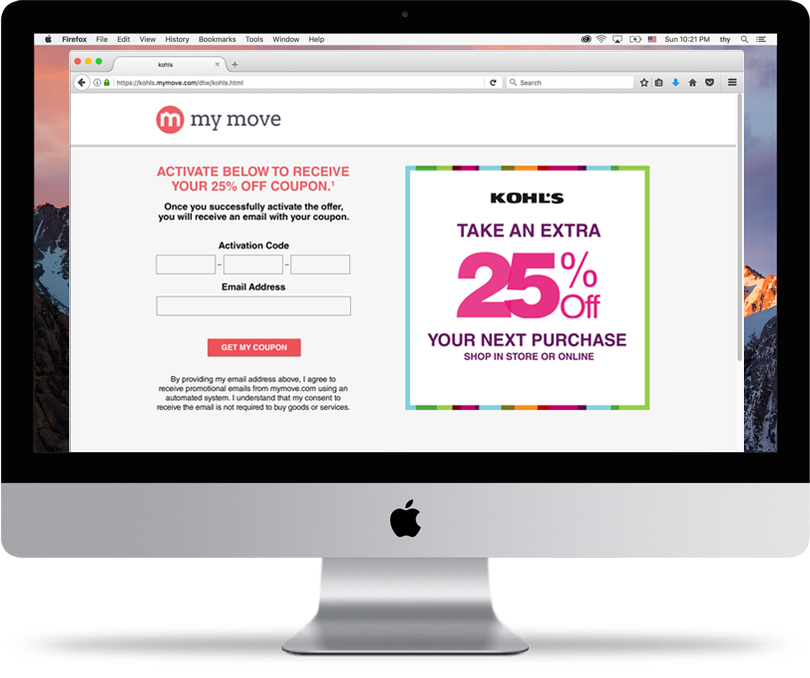 Firefox File Edit View History Bookmarks Tools Window Help Sun 10:21 PM thy
kohls
https://kohls.mymove.com/dtw/kohls.html Search
m my move
ACTIVATE BELOW TO RECEIVE
YOUR 25% OFF COUPON.¹
Once you successfully activate the offer,
you will receive an email with your coupon.
Activation Code
- -
Email Address
GET MY COUPON
By providing my email address above, I agree to
receive promotional emails from mymove.com using an
automated system. I understand that my consent to
receive the email is not required to buy goods or services.
KOHL'S
TAKE AN EXTRA
25% Off
YOUR NEXT PURCHASE
SHOP IN STORE OR ONLINE